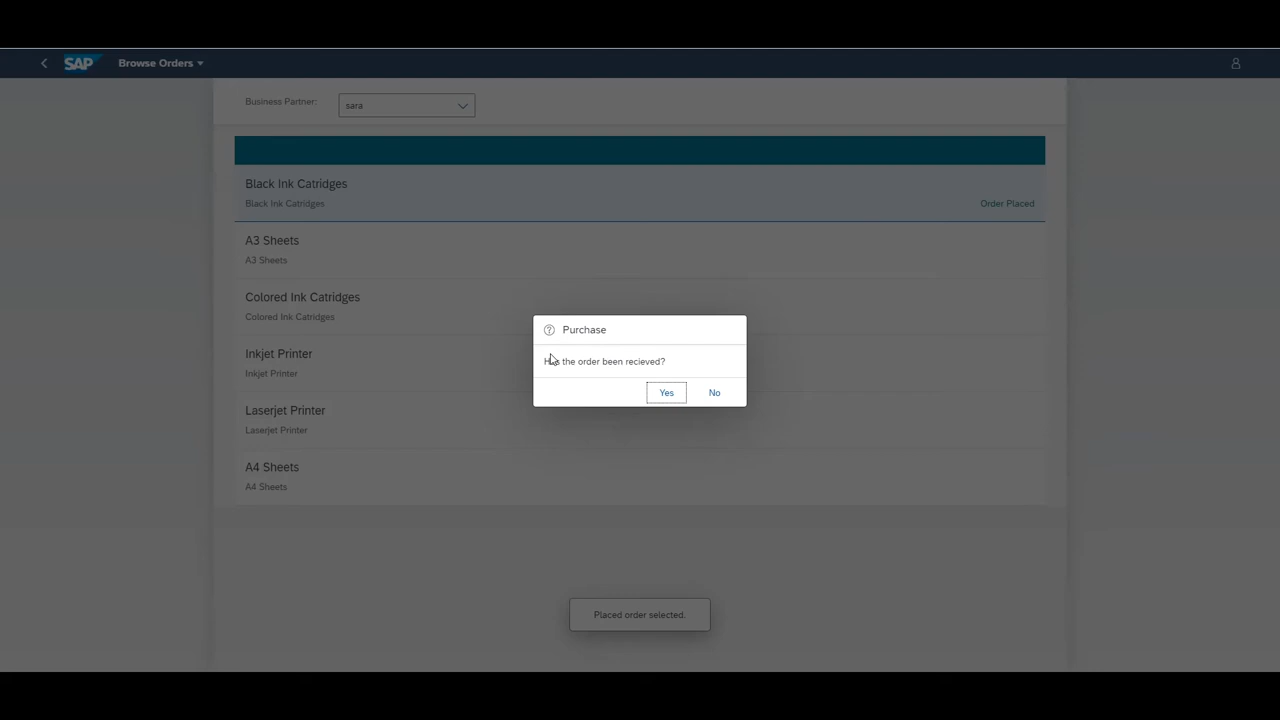 SAP Browse Orders
Business Partner: sara
Black Ink Catridges
Black Ink Catridges Order Placed
A3 Sheets
A3 Sheets
Colored Ink Catridges
Colored Ink Catridges
Inkjet Printer
Inkjet Printer
Laserjet Printer
Laserjet Printer
A4 Sheets
A4 Sheets
Purchase
Has the order been recieved?
Yes No
Placed order selected.